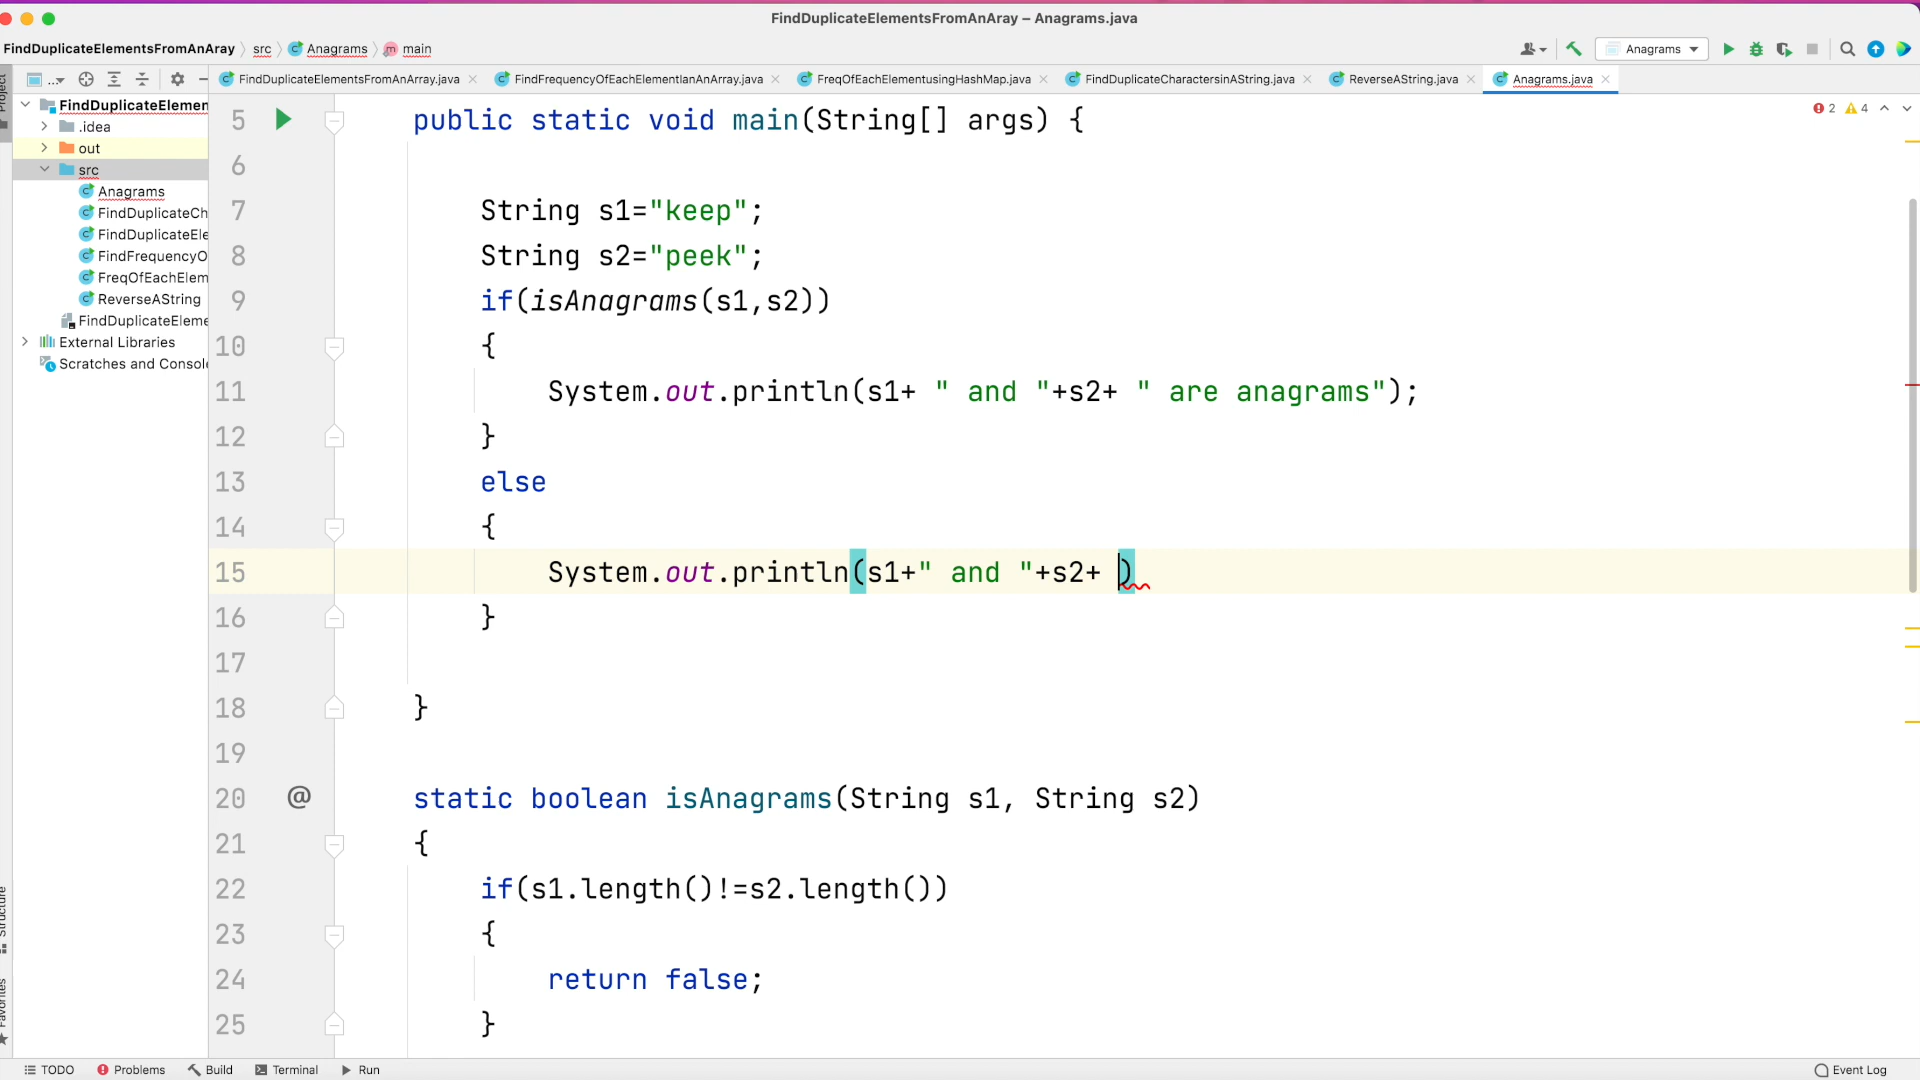 FindDuplicateElementsFromAnAray – Anagrams.java
FindDuplicateElementsFromAnAray
src
Anagrams
main
Anagrams
Project
...
FindDuplicateElementsFromAnArray.java
FindFrequencyOfEachElementIanAnArray.java
FreqOfEachElementusingHashMap.java
FindDuplicateCharactersinAString.java
ReverseAString.java
Anagrams.java
FindDuplicateElemen
.idea
out
src
Anagrams
FindDuplicateCh
FindDuplicateEle
FindFrequencyO
FreqOfEachElem
ReverseAString
FindDuplicateEleme
External Libraries
Scratches and Consol
2 4
5 public static void main(String[] args) {
6
7 String s1="keep";
8 String s2="peek";
9 if(isAnagrams(s1,s2))
10 {
11 System.out.println(s1+ " and "+s2+ " are anagrams");
12 }
13 else
14 {
15 System.out.println(s1+" and "+s2+ )
16 }
17
18 }
19
20 @ static boolean isAnagrams(String s1, String s2)
21 {
22 if(s1.length()!=s2.length())
23 {
24 return false;
25 }
Structure
Favorites
TODO
Problems
Build
Terminal
Run
Event Log